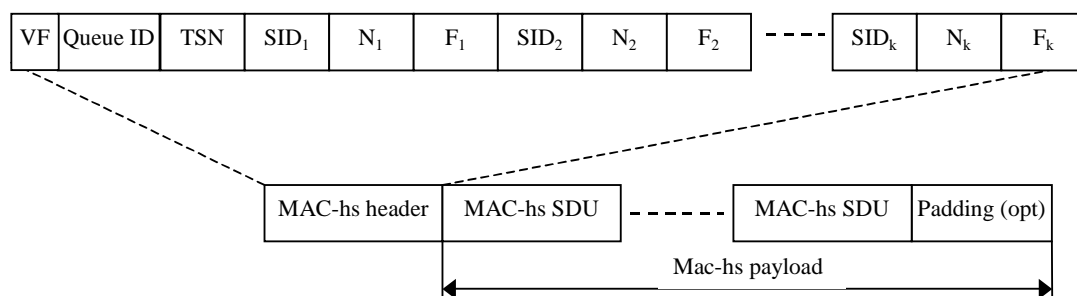 VF Queue ID TSN SID₁ N₁ F₁ SID₂ N₂ F₂ SIDₖ Nₖ Fₖ
MAC-hs header MAC-hs SDU MAC-hs SDU Padding (opt)
Mac-hs payload